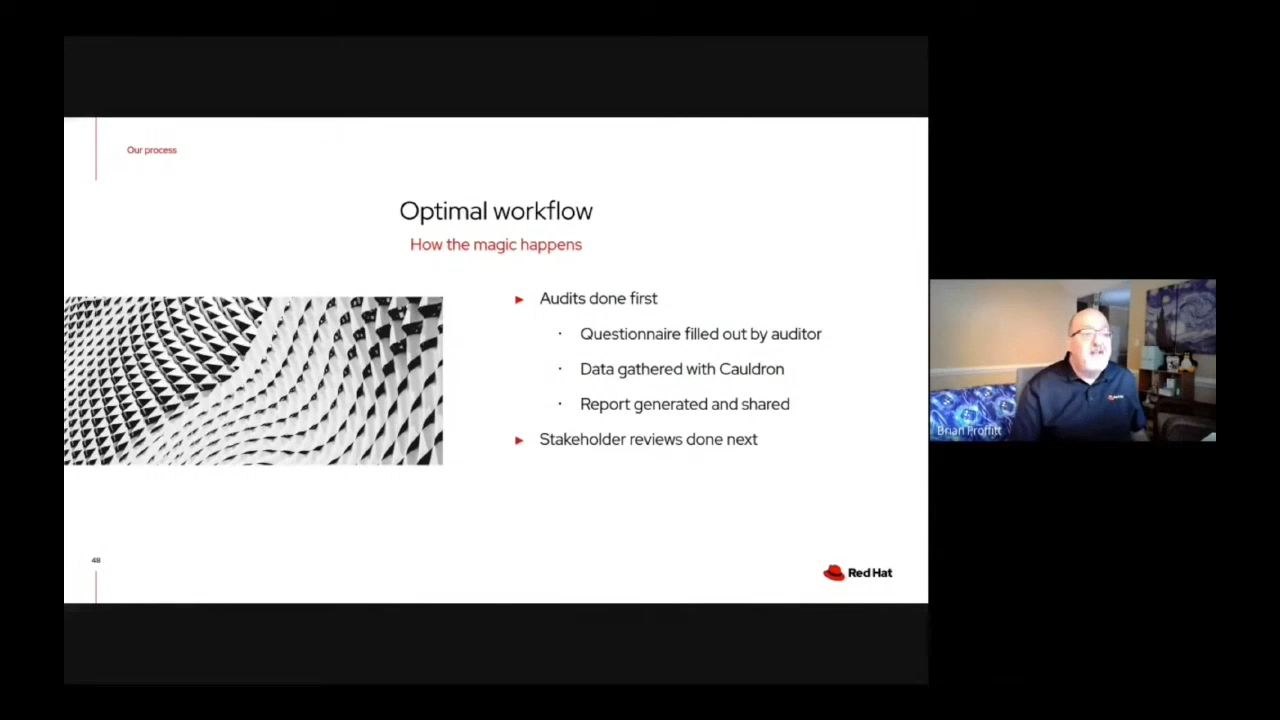 Our process
Optimal workflow
How the magic happens
► Audits done first
· Questionnaire filled out by auditor
· Data gathered with Cauldron
· Report generated and shared
► Stakeholder reviews done next
48
Red Hat
Brian Proffitt